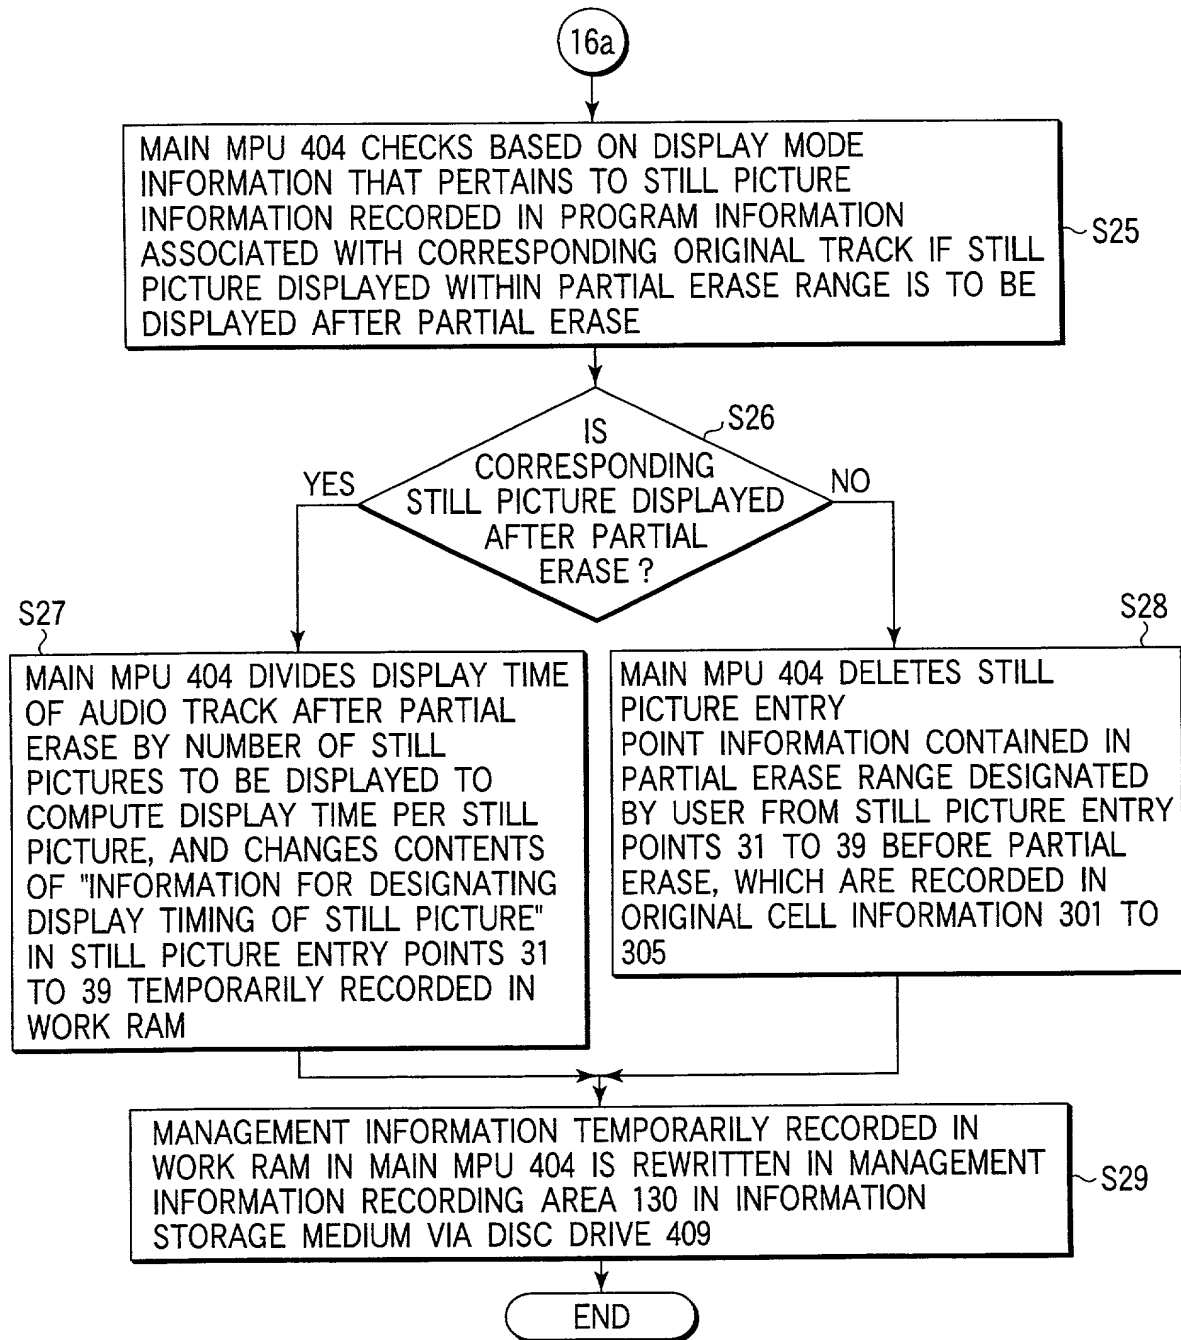 16a
MAIN MPU 404 CHECKS BASED ON DISPLAY MODE
INFORMATION THAT PERTAINS TO STILL PICTURE
INFORMATION RECORDED IN PROGRAM INFORMATION
ASSOCIATED WITH CORRESPONDING ORIGINAL TRACK IF STILL
PICTURE DISPLAYED WITHIN PARTIAL ERASE RANGE IS TO BE
DISPLAYED AFTER PARTIAL ERASE
S25
S26
IS
CORRESPONDING
STILL PICTURE DISPLAYED
AFTER PARTIAL
ERASE?
YES
NO
S27
MAIN MPU 404 DIVIDES DISPLAY TIME
OF AUDIO TRACK AFTER PARTIAL
ERASE BY NUMBER OF STILL
PICTURES TO BE DISPLAYED TO
COMPUTE DISPLAY TIME PER STILL
PICTURE, AND CHANGES CONTENTS
OF "INFORMATION FOR DESIGNATING
DISPLAY TIMING OF STILL PICTURE"
IN STILL PICTURE ENTRY POINTS 31
TO 39 TEMPORARILY RECORDED IN
WORK RAM
S28
MAIN MPU 404 DELETES STILL
PICTURE ENTRY
POINT INFORMATION CONTAINED IN
PARTIAL ERASE RANGE DESIGNATED
BY USER FROM STILL PICTURE ENTRY
POINTS 31 TO 39 BEFORE PARTIAL
ERASE, WHICH ARE RECORDED IN
ORIGINAL CELL INFORMATION 301 TO
305
MANAGEMENT INFORMATION TEMPORARILY RECORDED IN
WORK RAM IN MAIN MPU 404 IS REWRITTEN IN MANAGEMENT
INFORMATION RECORDING AREA 130 IN INFORMATION
STORAGE MEDIUM VIA DISC DRIVE 409
S29
END